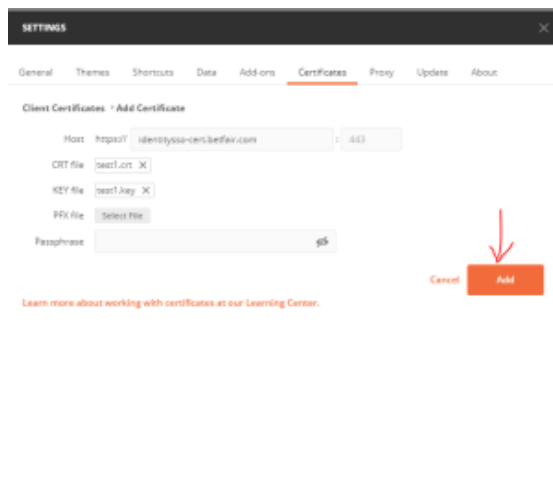 SETTINGS
General Themes Shortcuts Data Add-ons Certificates Proxy Update About
Client Certificates > Add Certificate
Host https:// identitysso-cert.betfair.com : 443
CRT file test1.crt X
KEY file test1.key X
PFX file Select File
Passphrase
Cancel Add
Learn more about working with certificates at our Learning Center.